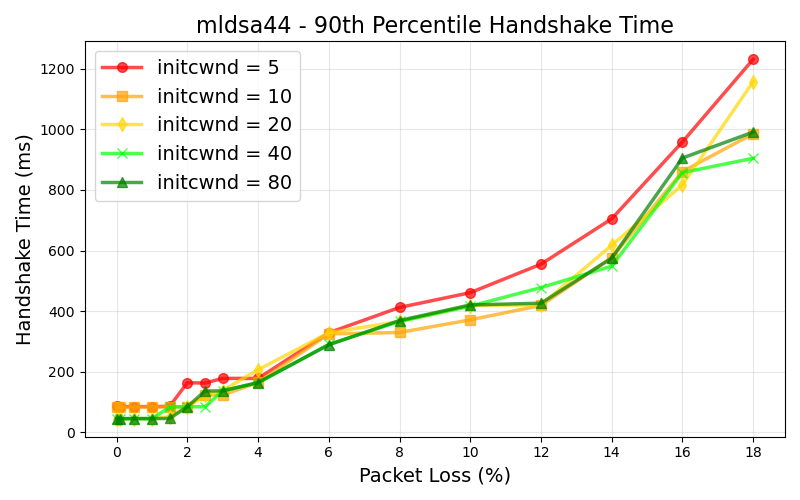 mldsa44 - 90th Percentile Handshake Time
Handshake Time (ms)
1200
1000
800
600
400
200
0
initcwnd = 5
initcwnd = 10
initcwnd = 20
initcwnd = 40
initcwnd = 80
0 2 4 6 8 10 12 14 16 18
Packet Loss (%)